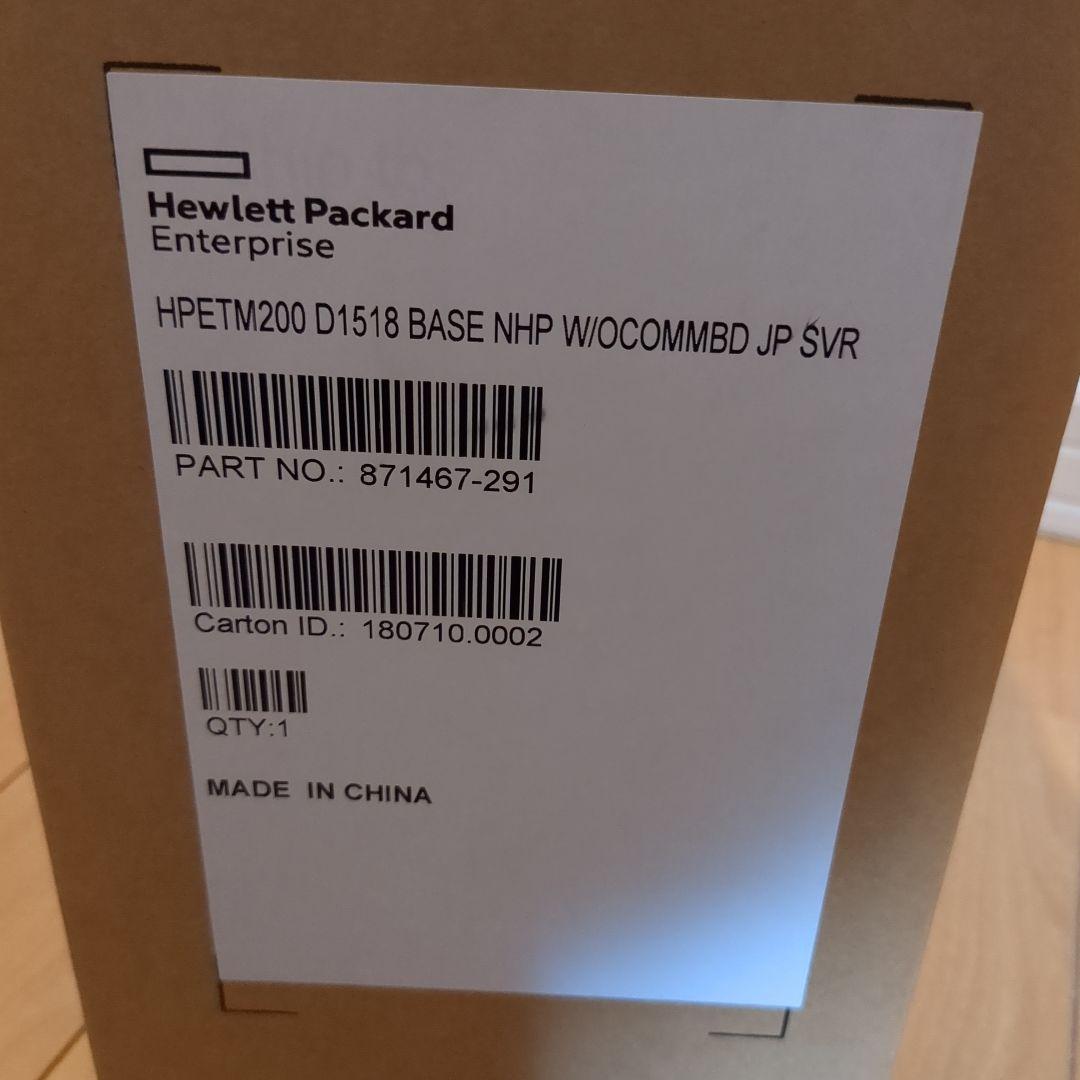 Hewlett Packard
Enterprise
HPETM200 D1518 BASE NHP W/OCOMMBD JP SVR
PART NO.: 871467-291
Carton ID.: 180710.0002
QTY:1
MADE IN CHINA